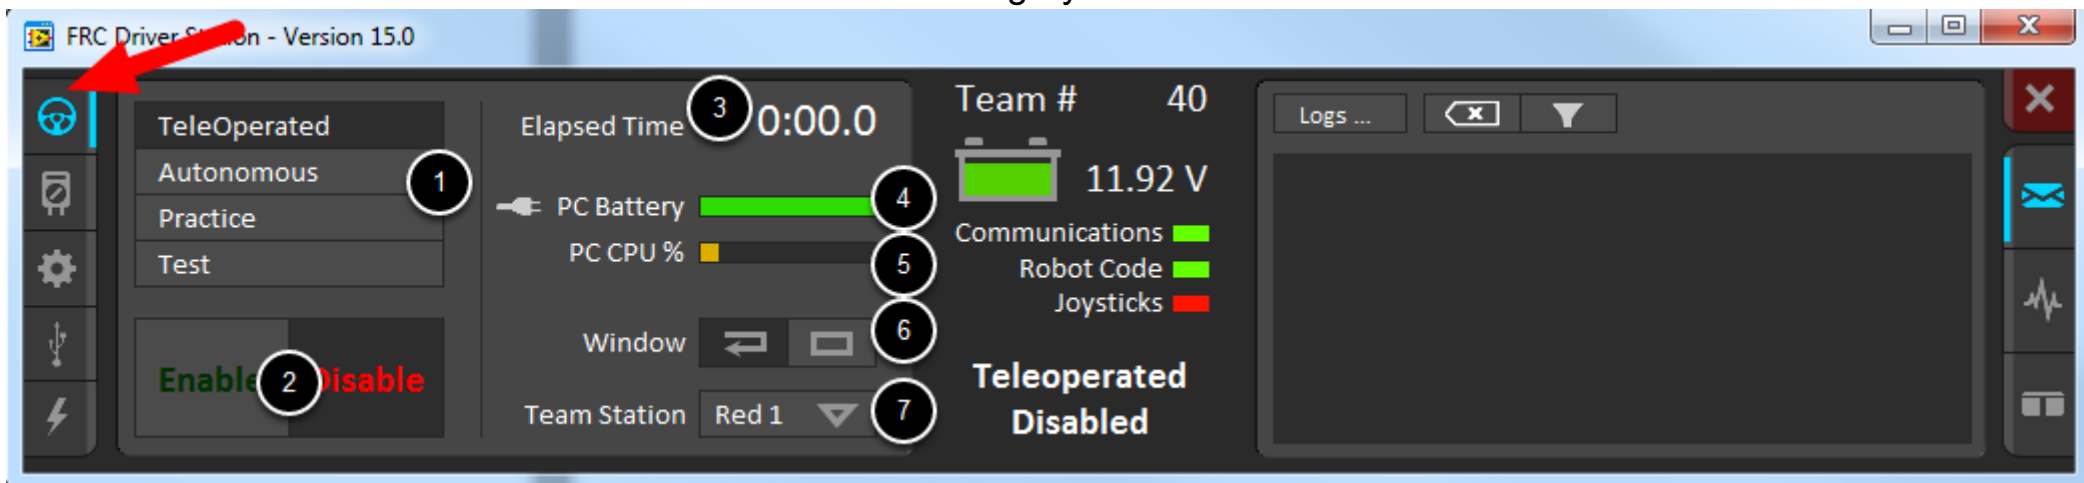 FRC Driver Station - Version 15.0
TeleOperated
Autonomous
Practice
Test
1
Enable
2
Disable
Elapsed Time
3
0:00.0
PC Battery
4
PC CPU %
5
Window
6
Team Station
Red 1
7
Team # 40
11.92 V
Communications
Robot Code
Joysticks
Teleoperated
Disabled
Logs ...